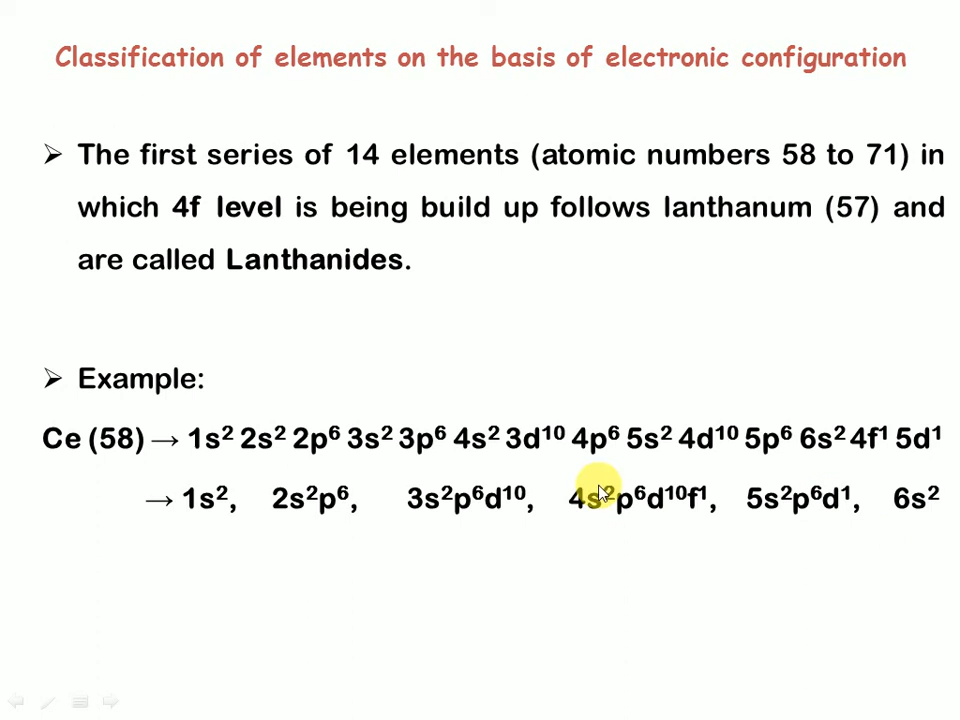 Classification of elements on the basis of electronic configuration
➢ The first series of 14 elements (atomic numbers 58 to 71) in
which 4f level is being build up follows lanthanum (57) and
are called Lanthanides.
➢ Example:
Ce (58) → 1s² 2s² 2p⁶ 3s² 3p⁶ 4s² 3d¹⁰ 4p⁶ 5s² 4d¹⁰ 5p⁶ 6s² 4f¹ 5d¹
→ 1s², 2s²p⁶, 3s²p⁶d¹⁰, 4s²p⁶d¹⁰f¹, 5s²p⁶d¹, 6s²